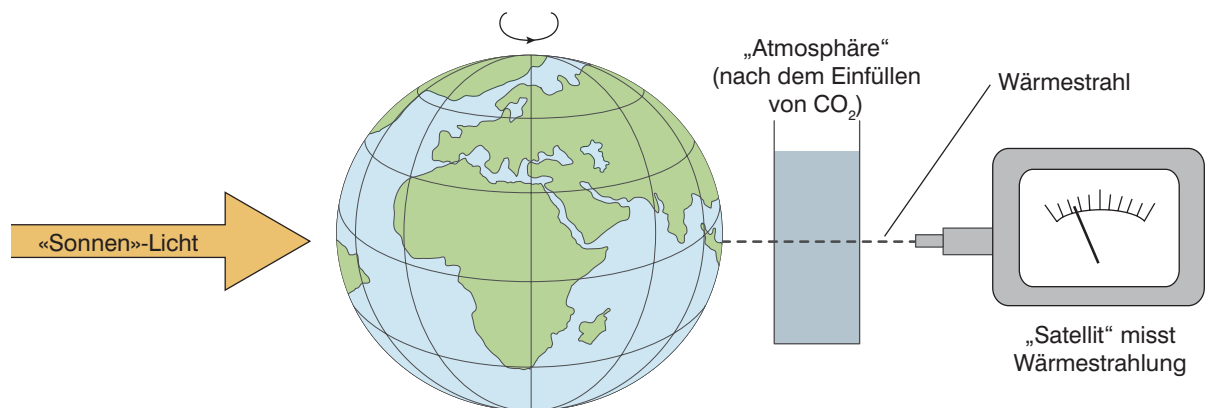 «Sonnen»-Licht
„Atmosphäre“
(nach dem Einfüllen
von CO₂)
Wärmestrahl
„Satellit“ misst
Wärmestrahlung